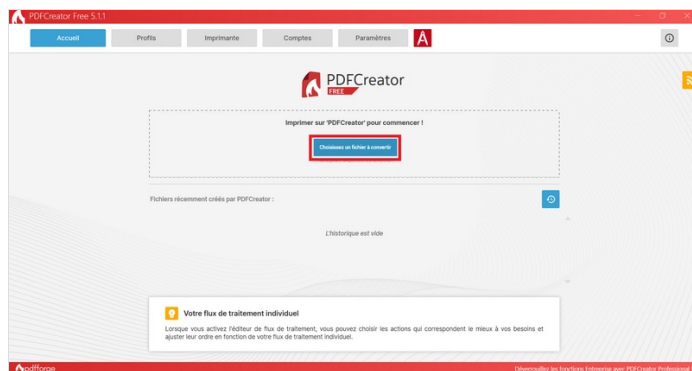 PDFCreator Free 5.1.1
Accueil Profils Imprimante Comptes Paramètres
PDFCreator
FREE
Imprimer sur 'PDFCreator' pour commencer !
Choisissez un fichier à convertir
Fichiers récemment créés par PDFCreator :
L'historique est vide
Votre flux de traitement individuel
Lorsque vous activez l'éditeur de flux de traitement, vous pouvez choisir les actions qui correspondent le mieux à vos besoins et
ajuster leur ordre en fonction de votre flux de traitement individuel.
pdfforge Déverrouillez les fonctions Entreprise avec PDFCreator Professional